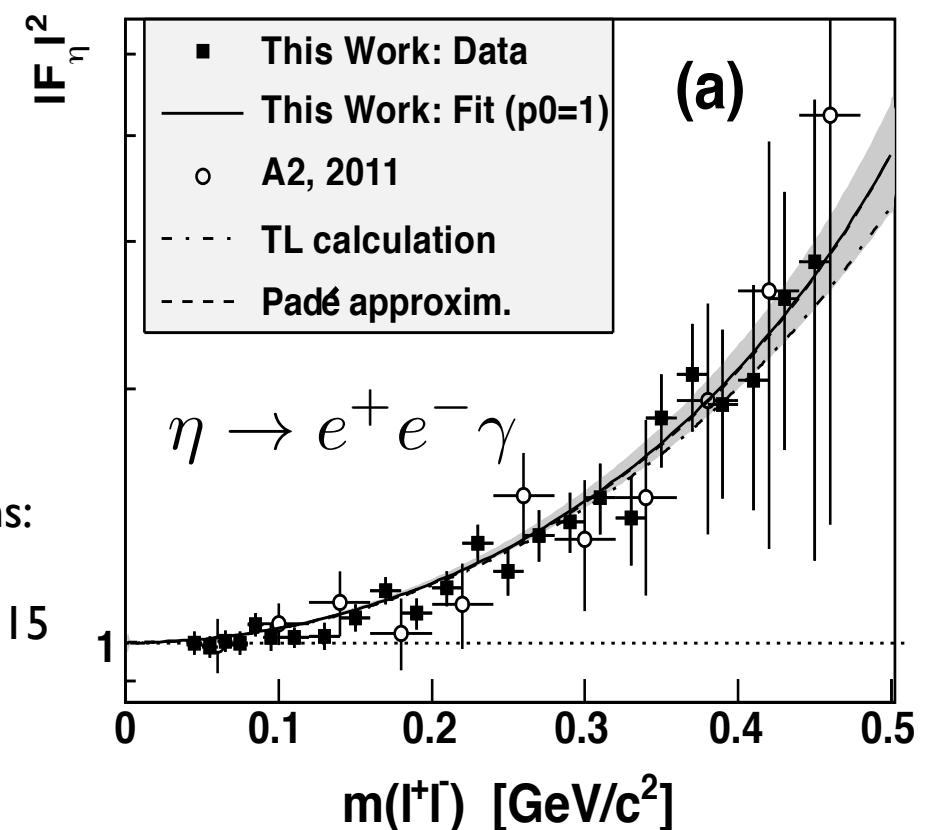 |F_η|²
This Work: Data
This Work: Fit (p0=1)
A2, 2011
TL calculation
Padé approxim.
(a)
η → e⁺e⁻γ
s:
15
1
0 0.1 0.2 0.3 0.4 0.5
m(l⁺l⁻) [GeV/c²]